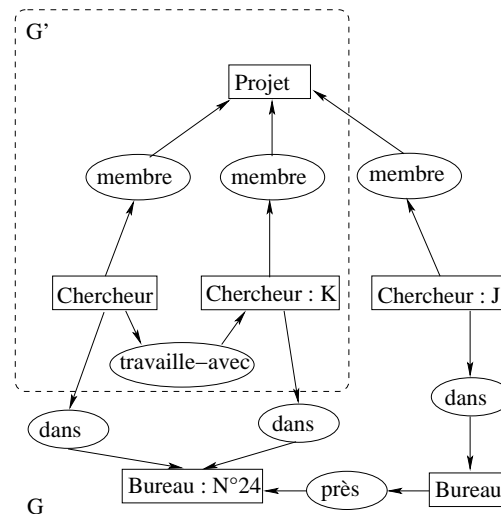 G'
Projet
membre
membre
membre
Chercheur
Chercheur : K
Chercheur : J
travaille-avec
dans
dans
dans
Bureau : N°24
près
Bureau
G